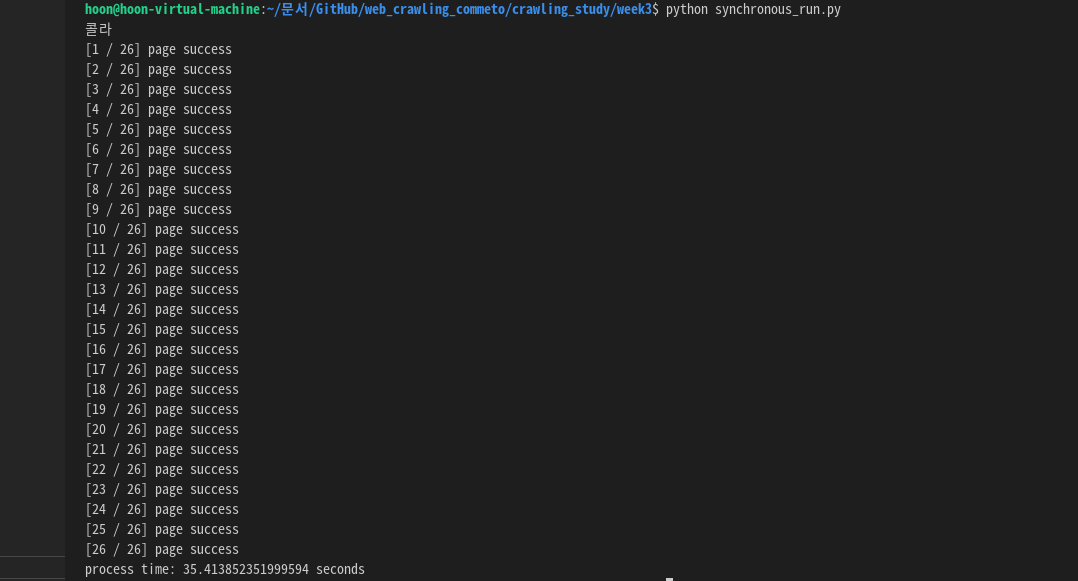 hoon@hoon-virtual-machine:~/문서/GitHub/web_crawling_commeto/crawling_study/week3$ python synchronous_run.py
콜라
[1 / 26] page success
[2 / 26] page success
[3 / 26] page success
[4 / 26] page success
[5 / 26] page success
[6 / 26] page success
[7 / 26] page success
[8 / 26] page success
[9 / 26] page success
[10 / 26] page success
[11 / 26] page success
[12 / 26] page success
[13 / 26] page success
[14 / 26] page success
[15 / 26] page success
[16 / 26] page success
[17 / 26] page success
[18 / 26] page success
[19 / 26] page success
[20 / 26] page success
[21 / 26] page success
[22 / 26] page success
[23 / 26] page success
[24 / 26] page success
[25 / 26] page success
[26 / 26] page success
process time: 35.413852351999594 seconds